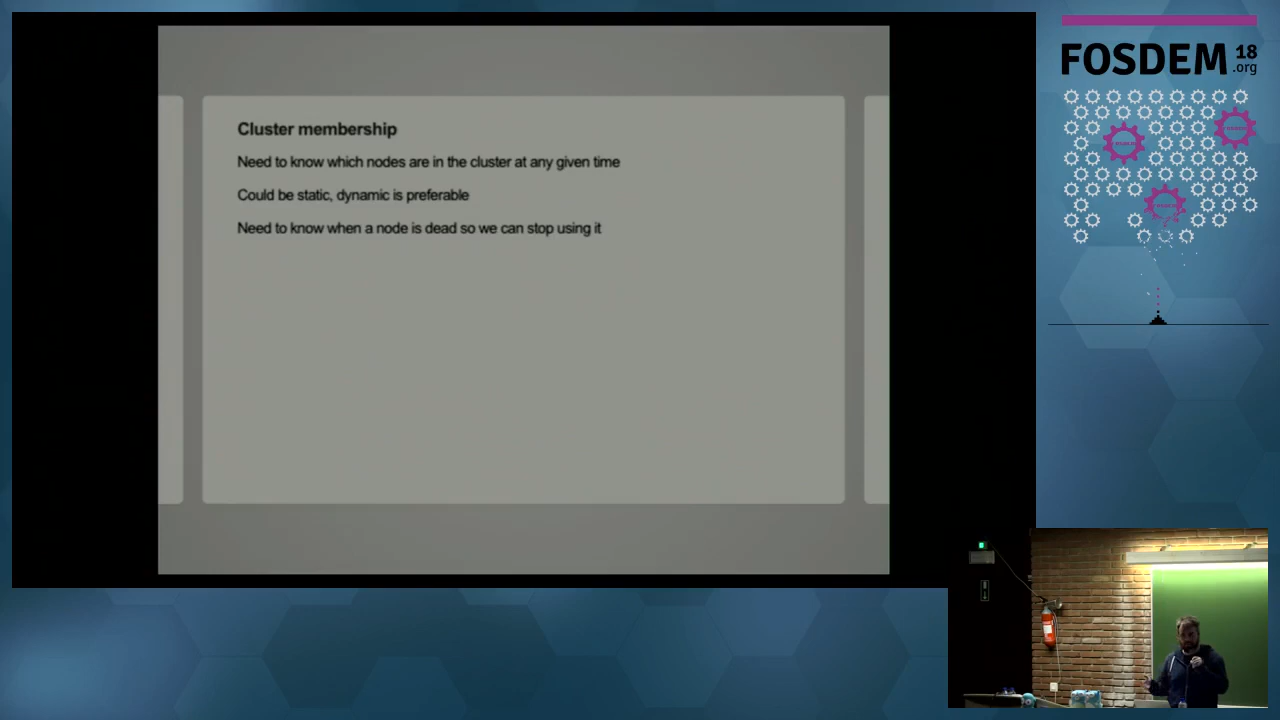 Cluster membership
Need to know which nodes are in the cluster at any given time
Could be static, dynamic is preferable
Need to know when a node is dead so we can stop using it
FOSDEM 18
.org